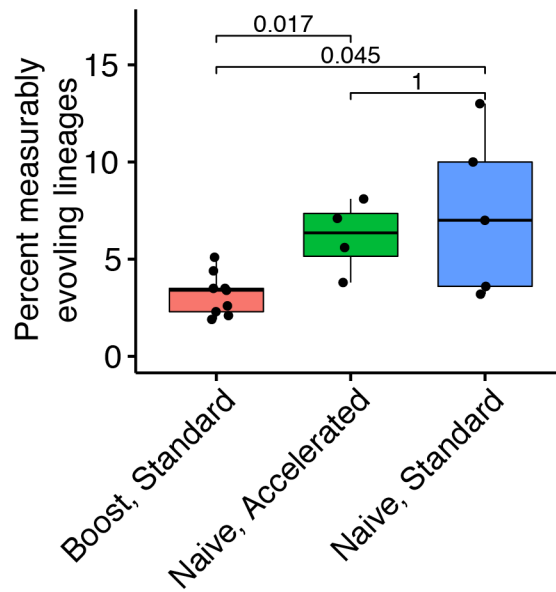 0.017
0.045
1
15
10
5
0
Percent measurably
evovling lineages
Boost, Standard
Naive, Accelerated
Naive, Standard